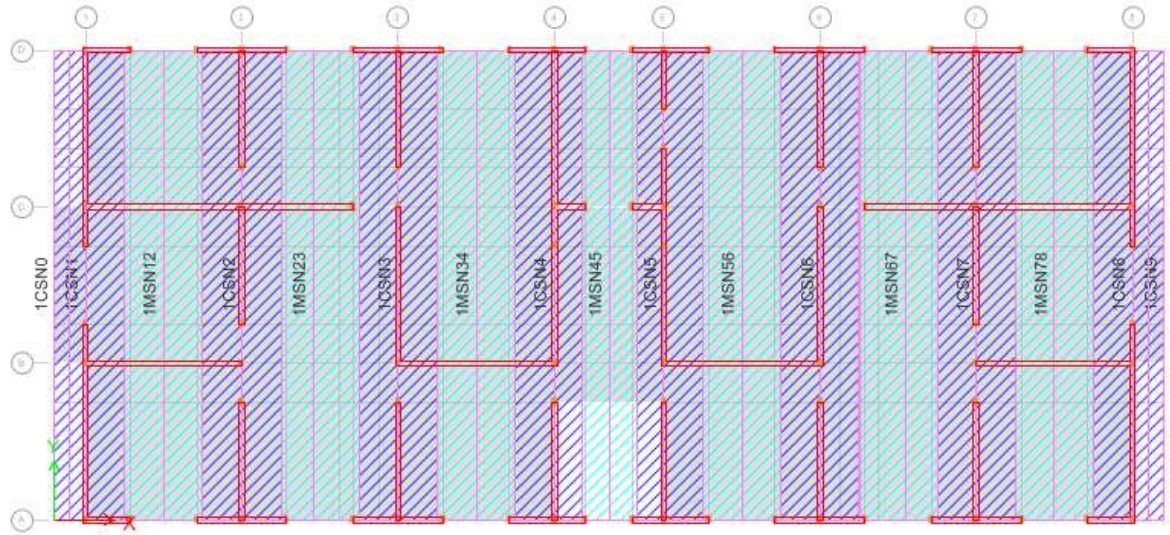 1 2 3 4 5 6 7 8
D
C
B
A
1CSN0
1CSN1
1MSN12
1CSN2
1MSN23
1CSN3
1MSN34
1CSN4
1MSN45
1CSN5
1MSN56
1CSN6
1MSN67
1CSN7
1MSN78
1CSN8
1CSN9
Y
X